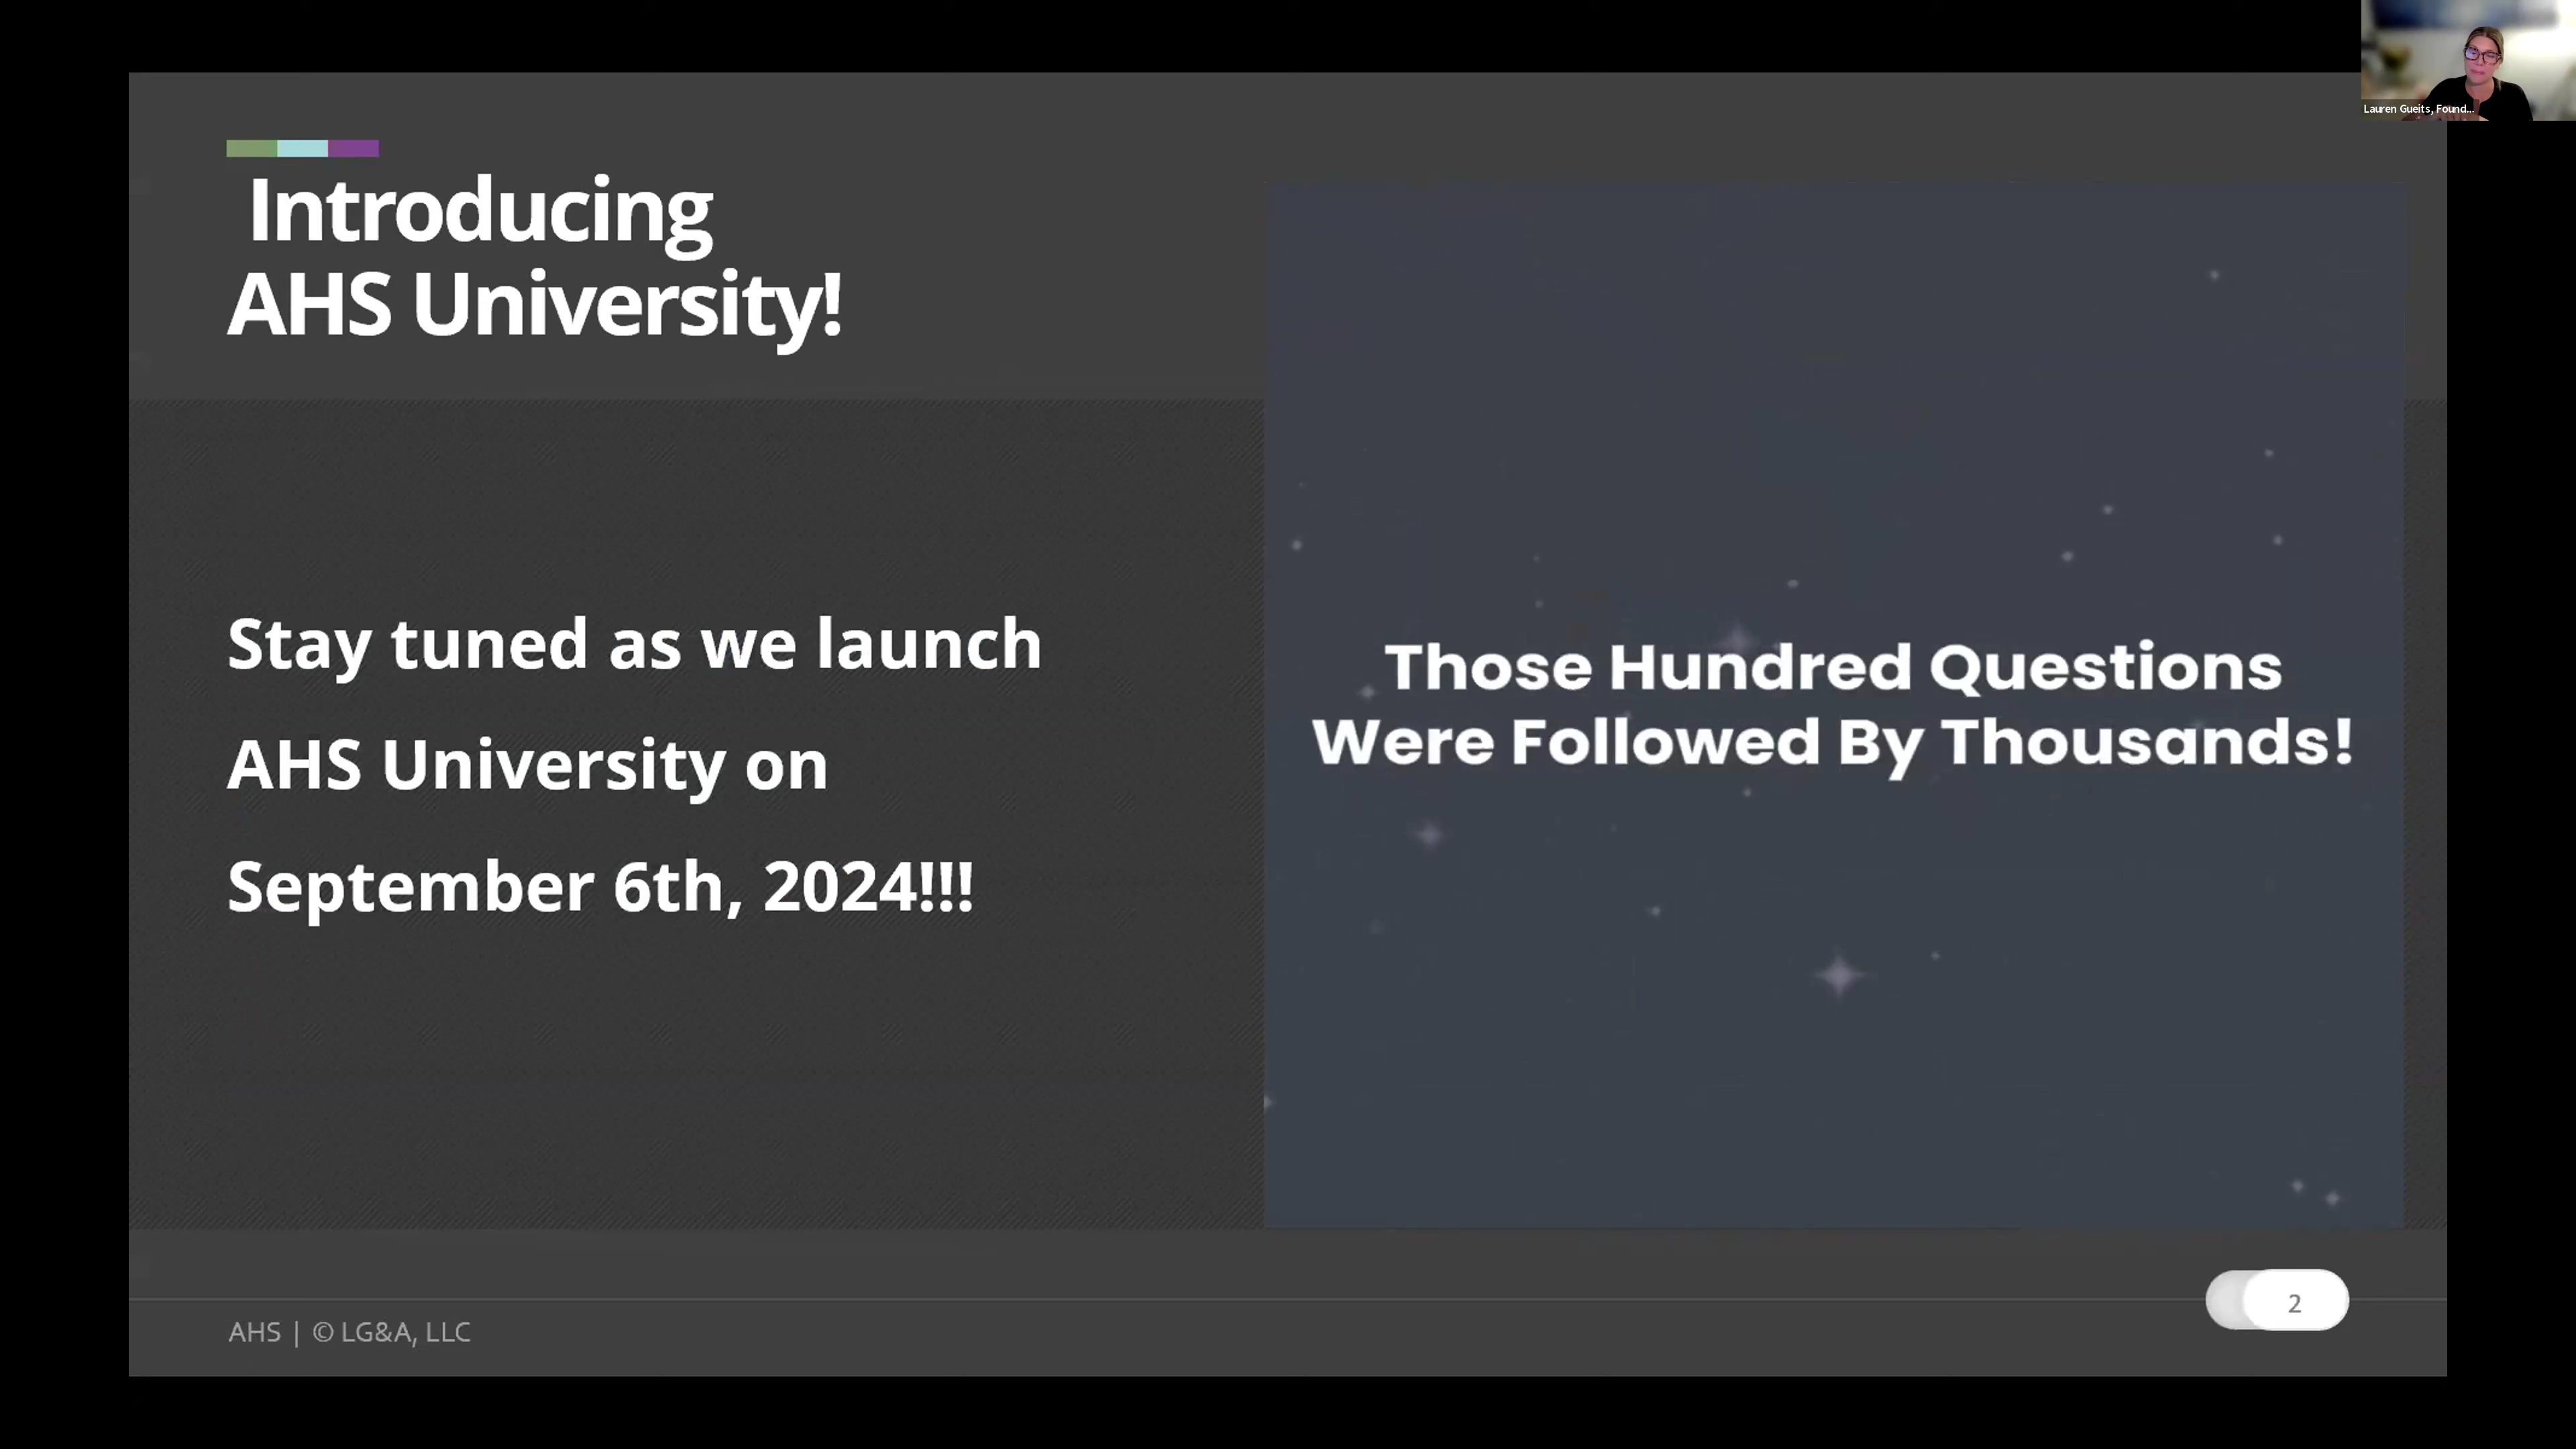 Lauren Gueits, Found...
Introducing
AHS University!
Stay tuned as we launch
AHS University on
September 6th, 2024!!!
Those Hundred Questions
Were Followed By Thousands!
AHS | © LG&A, LLC
2